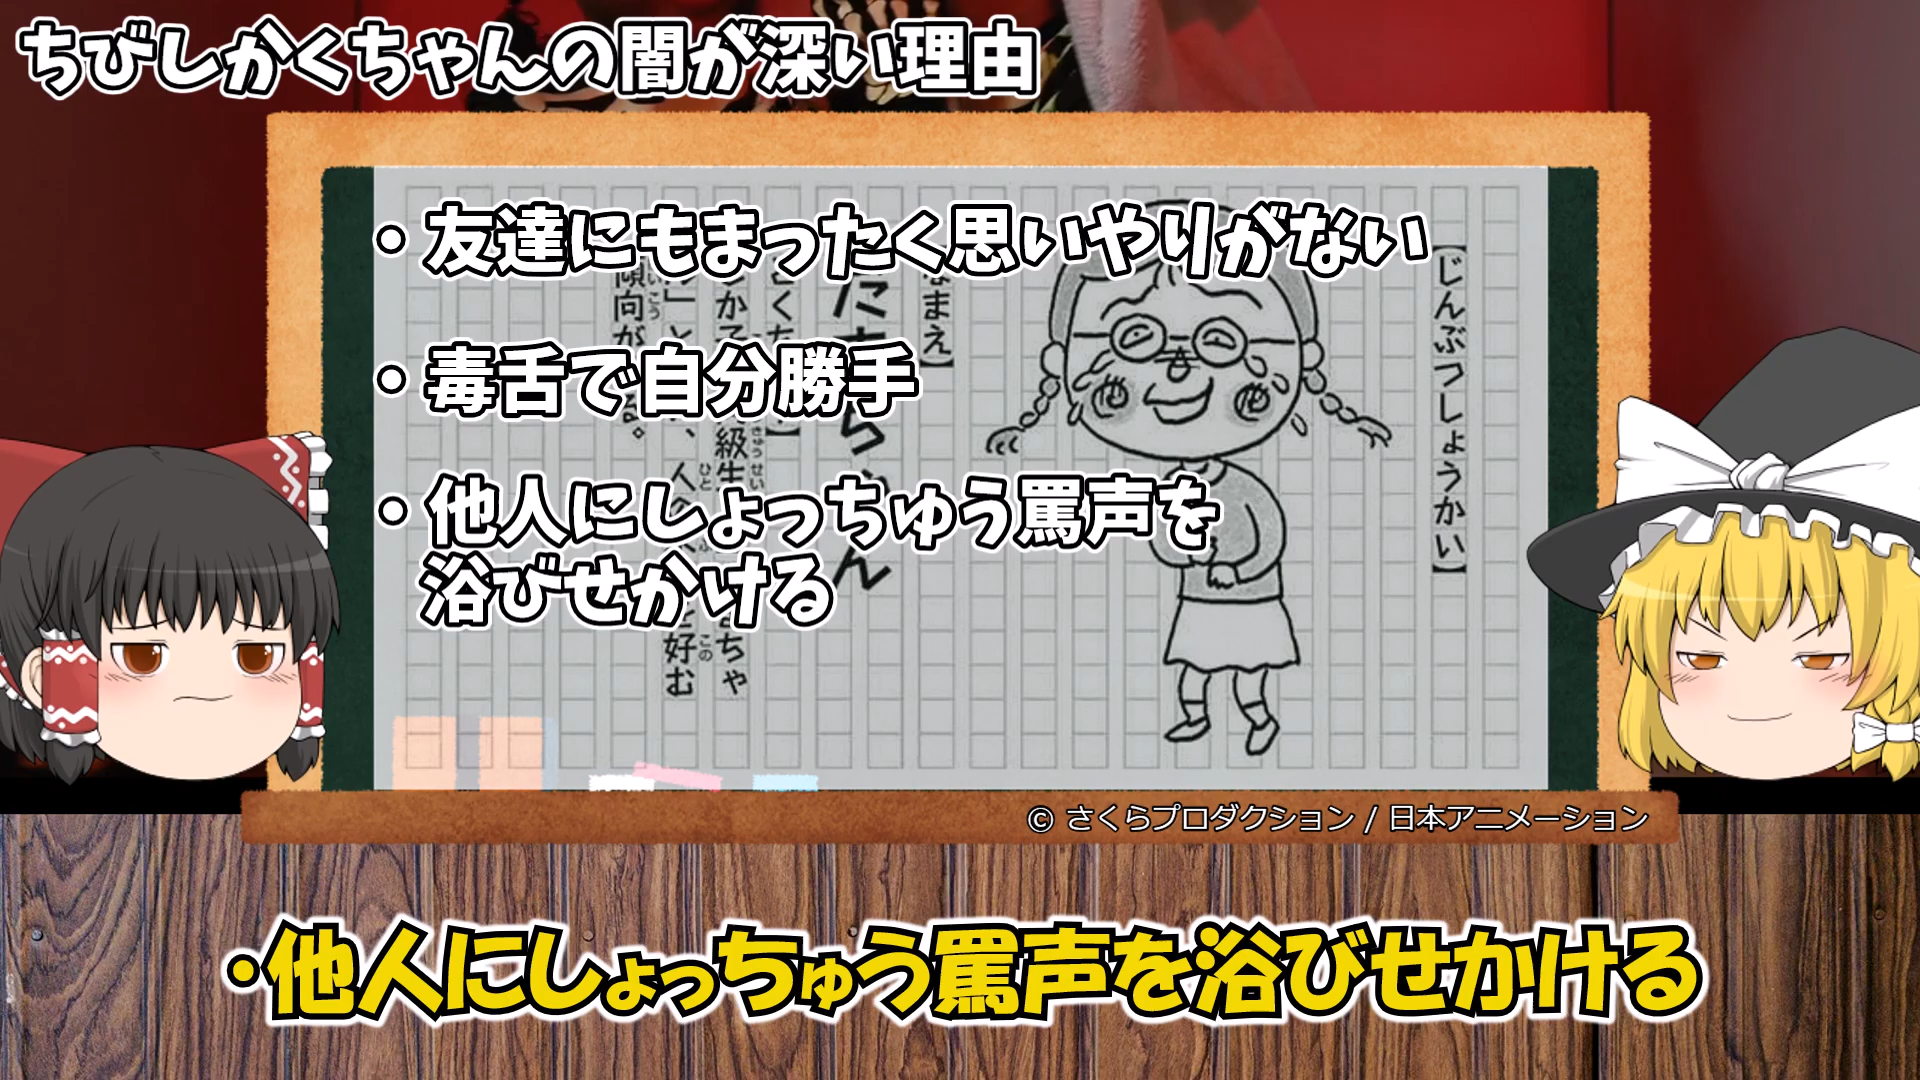 ちびしかくちゃんの闇が深い理由
・友達にもまったく思いやりがない
・毒舌で自分勝手
・他人にしょっちゅう罵声を
浴びせかける
【じんぶつしょうかい】
なまえ】
傾向が
© さくらプロダクション / 日本アニメーション
・他人にしょっちゅう罵声を浴びせかける